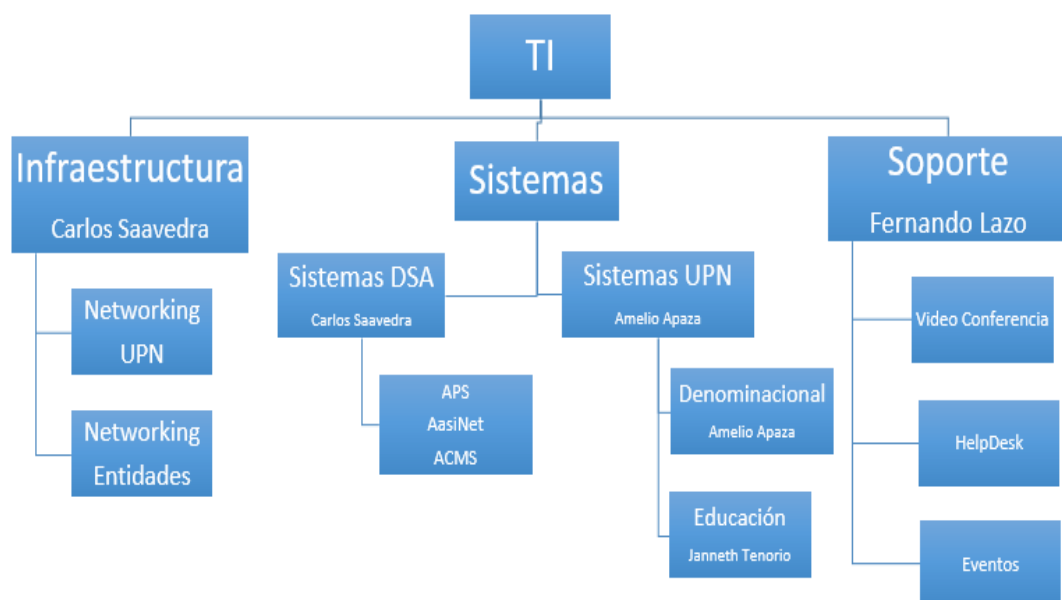 TI
Infraestructura
Carlos Saavedra
Networking
UPN
Networking
Entidades
Sistemas
Sistemas DSA
Carlos Saavedra
APS
AasiNet
ACMS
Sistemas UPN
Amelio Apaza
Denominacional
Amelio Apaza
Educación
Janneth Tenorio
Soporte
Fernando Lazo
Video Conferencia
HelpDesk
Eventos